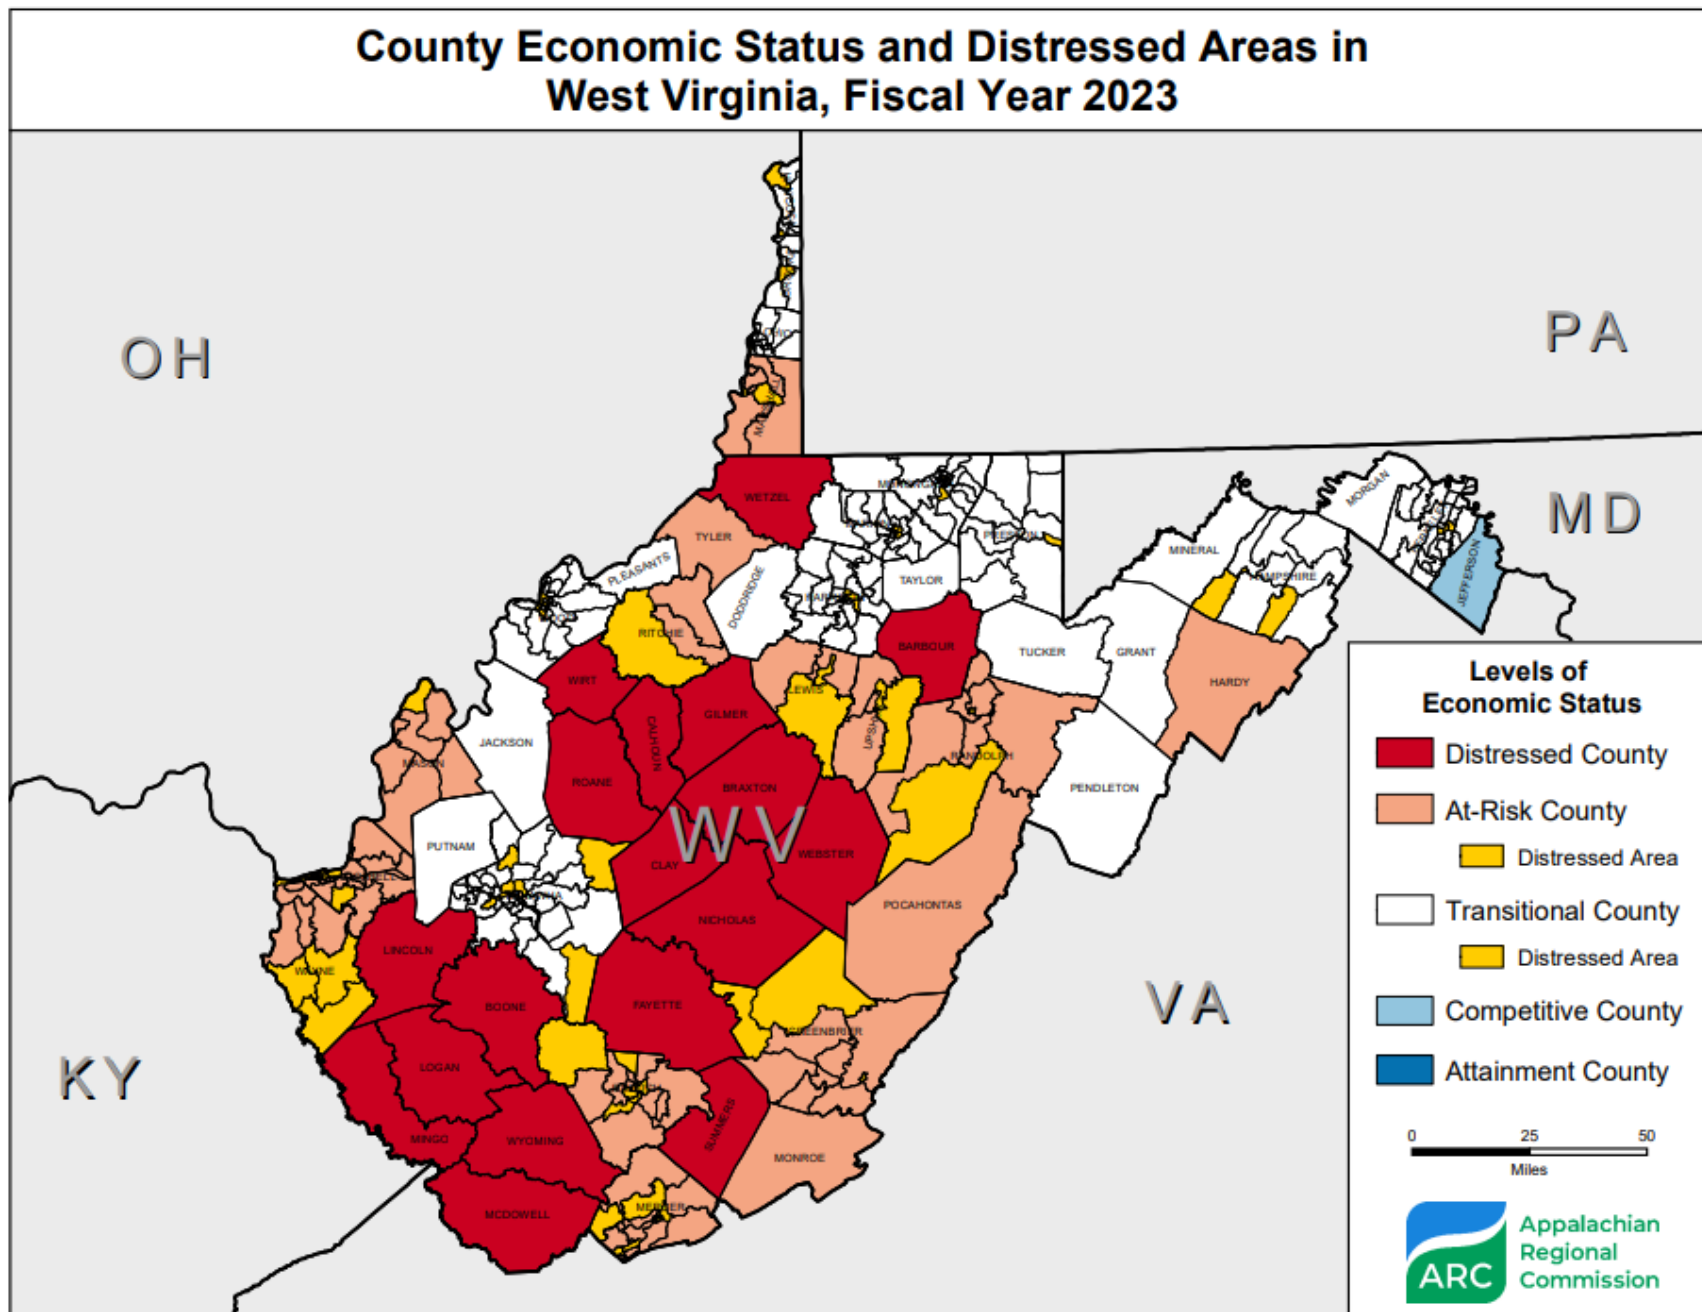 County Economic Status and Distressed Areas in
West Virginia, Fiscal Year 2023
OH
PA
MD
WV
KY
VA
WETZEL
TYLER
PLEASANTS
DODDRIDGE
RITCHIE
TAYLOR
BARBOUR
TUCKER
MINERAL
GRANT
HARDY
MORGAN
JEFFERSON
HAMPSHIRE
PRESTON
WIRT
GILMER
CALHOUN
LEWIS
JACKSON
ROANE
BRAXTON
RANDOLPH
PENDLETON
MASON
PUTNAM
CLAY
WEBSTER
POCAHONTAS
NICHOLAS
LINCOLN
WAYNE
BOONE
FAYETTE
GREENBRIER
LOGAN
MINGO
WYOMING
SUMMERS
MONROE
MCDOWELL
MERCER
Levels of
Economic Status
Distressed County
At-Risk County
Distressed Area
Transitional County
Distressed Area
Competitive County
Attainment County
0 25 50
Miles
ARC
Appalachian
Regional
Commission